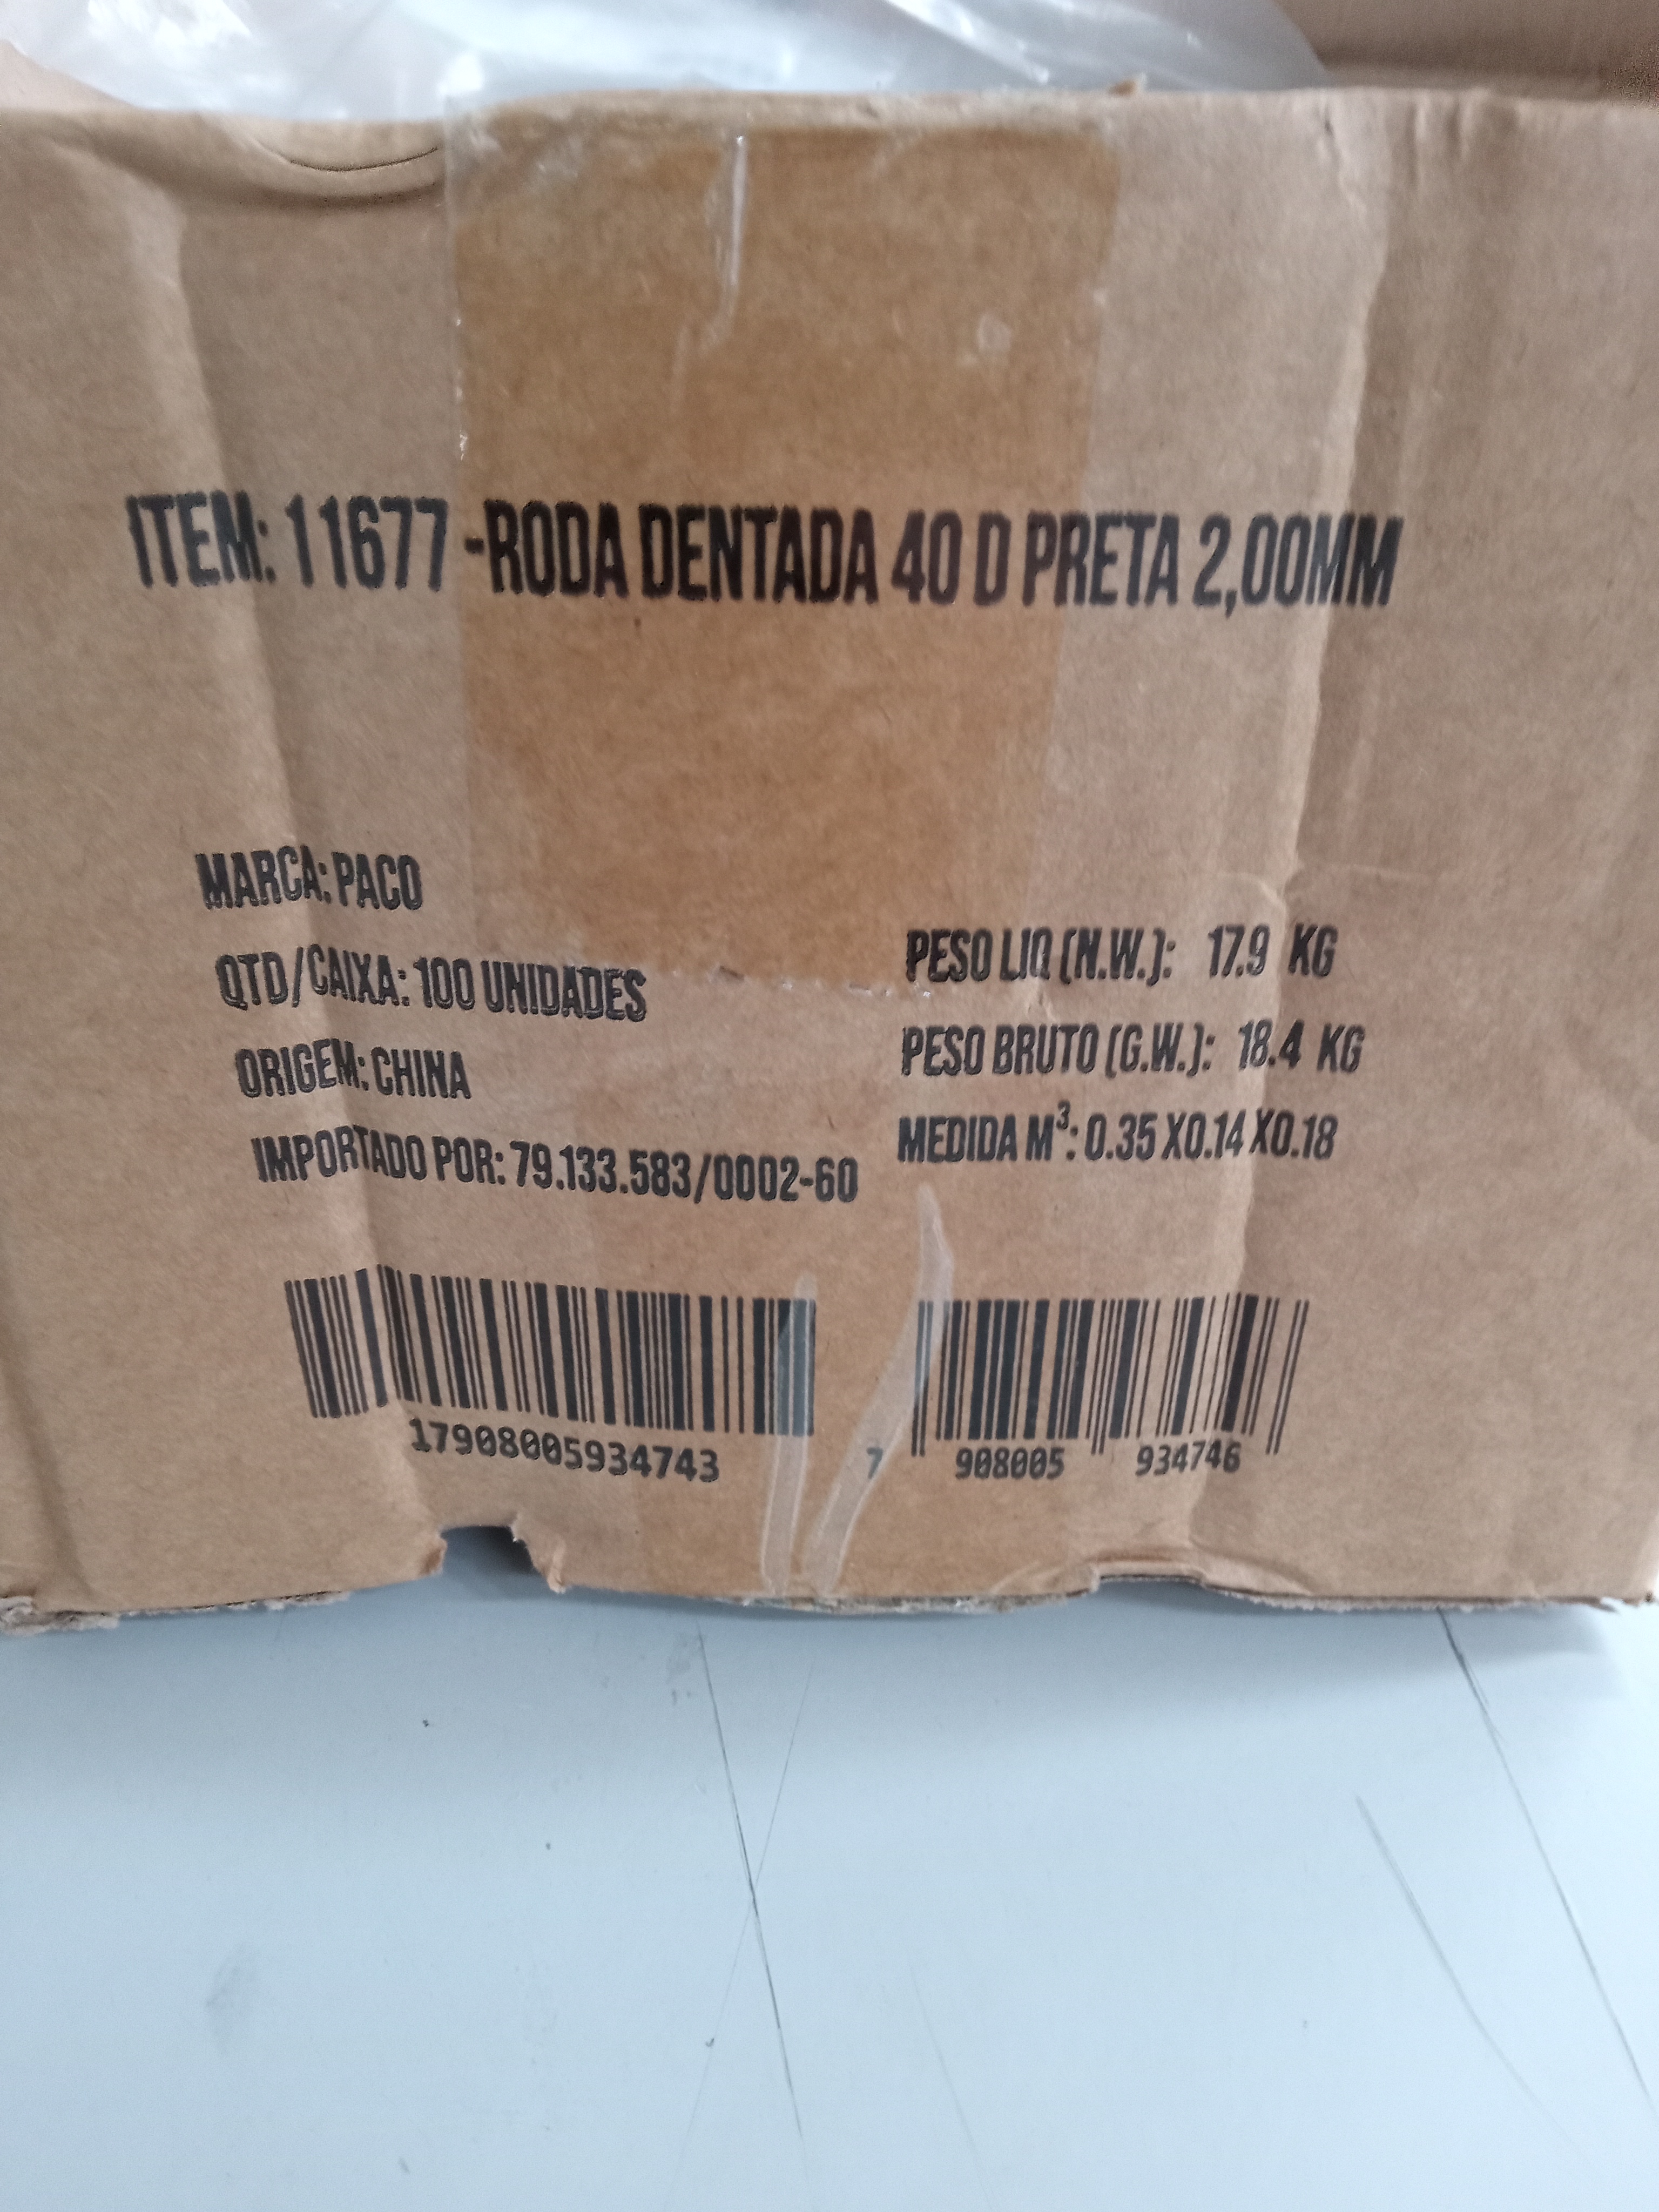 ITEM: 11677 -RODA DENTADA 40 D PRETA 2,00MM
MARCA: PACO
QTD/CAIXA: 100 UNIDADES
ORIGEM: CHINA
IMPORTADO POR: 79.133.583/0002-60
PESO LIQ (N.W.): 17.9 KG
PESO BRUTO (G.W.): 18.4 KG
MEDIDA M³: 0.35 X0.14 X0.18
17908005934743
7 908005 934746